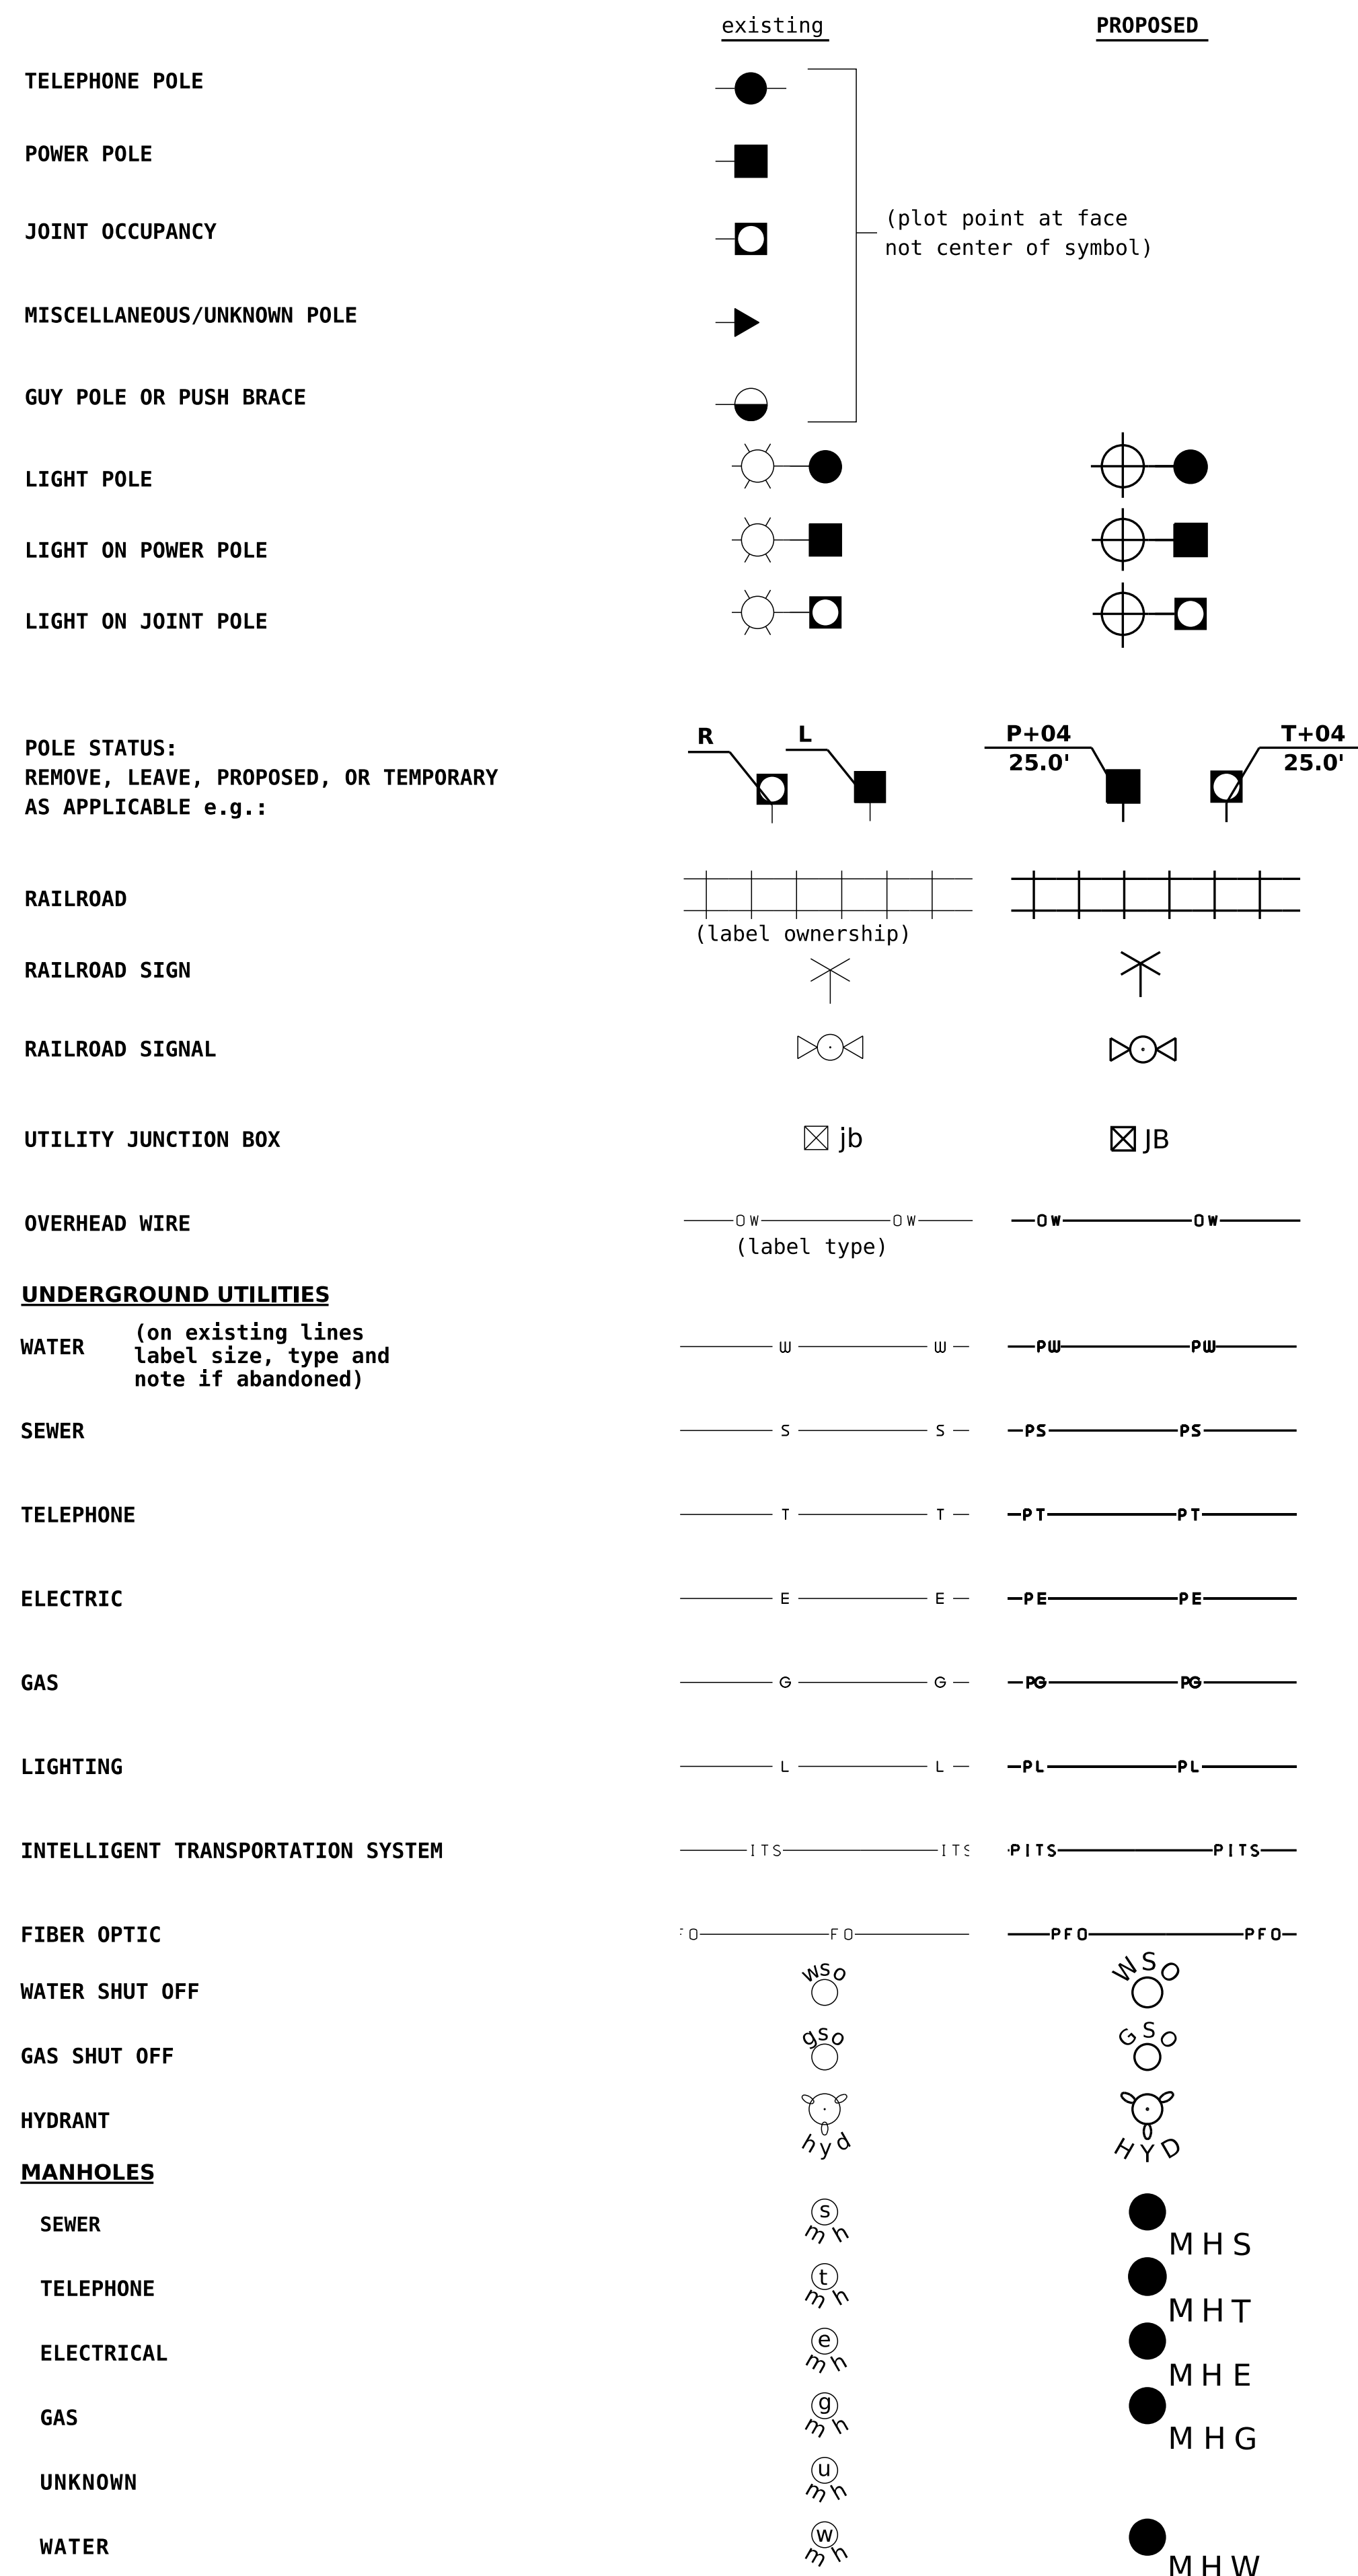 existing PROPOSED
TELEPHONE POLE
POWER POLE
JOINT OCCUPANCY
(plot point at face
not center of symbol)
MISCELLANEOUS/UNKNOWN POLE
GUY POLE OR PUSH BRACE
LIGHT POLE
LIGHT ON POWER POLE
LIGHT ON JOINT POLE
POLE STATUS:
REMOVE, LEAVE, PROPOSED, OR TEMPORARY
AS APPLICABLE e.g.:
R L P+04 T+04
25.0' 25.0'
RAILROAD
(label ownership)
RAILROAD SIGN
RAILROAD SIGNAL
UTILITY JUNCTION BOX jb JB
OVERHEAD WIRE OW OW OW OW
(label type)
UNDERGROUND UTILITIES
WATER (on existing lines
label size, type and
note if abandoned)
W W PW PW
SEWER S S PS PS
TELEPHONE T T PT PT
ELECTRIC E E PE PE
GAS G G PG PG
LIGHTING L L PL PL
INTELLIGENT TRANSPORTATION SYSTEM ITS ITS PITS PITS
FIBER OPTIC FO FO PFO PFO
WATER SHUT OFF wso WSO
GAS SHUT OFF gso GSO
HYDRANT hyd HYD
MANHOLES
SEWER s mh MHS
TELEPHONE t mh MHT
ELECTRICAL e mh MHE
GAS g mh MHG
UNKNOWN u mh
WATER w mh MHW